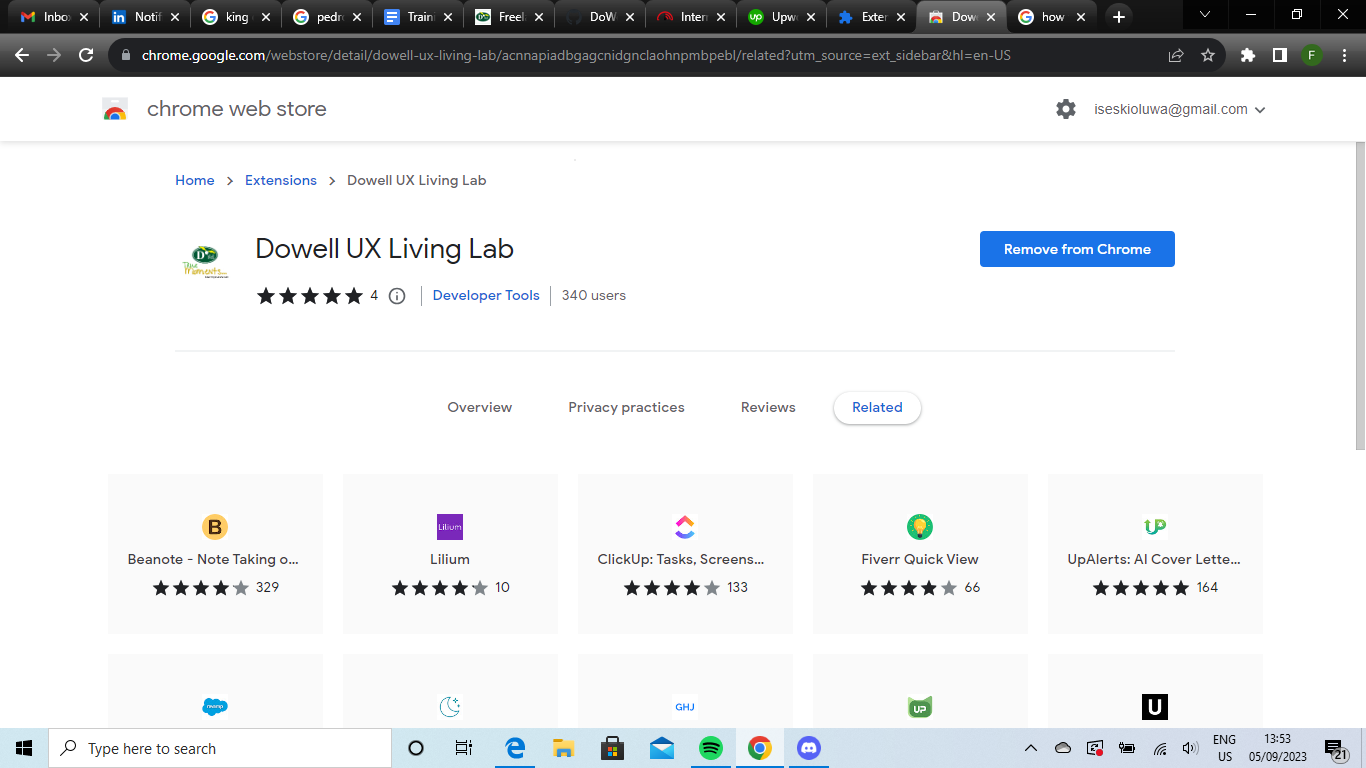 Inbox
Notif
king
pedr
Train
Freel
DoW
Inter
Upw
Exter
Dow
how
chrome.google.com/webstore/detail/dowell-ux-living-lab/acnnapiadbgagcnidgnclaohnpmbpebl/related?utm_source=ext_sidebar&hl=en-US
F
chrome web store
iseskioluwa@gmail.com
Home > Extensions > Dowell UX Living Lab
Dowell UX Living Lab
Remove from Chrome
4 Developer Tools 340 users
Overview Privacy practices Reviews Related
B
Lilium
Beanote - Note Taking o...
Lilium
ClickUp: Tasks, Screens...
Fiverr Quick View
UpAlerts: AI Cover Lette...
329
10
133
66
164
GHJ
UP
U
Type here to search
ENG
US
13:53
05/09/2023
21